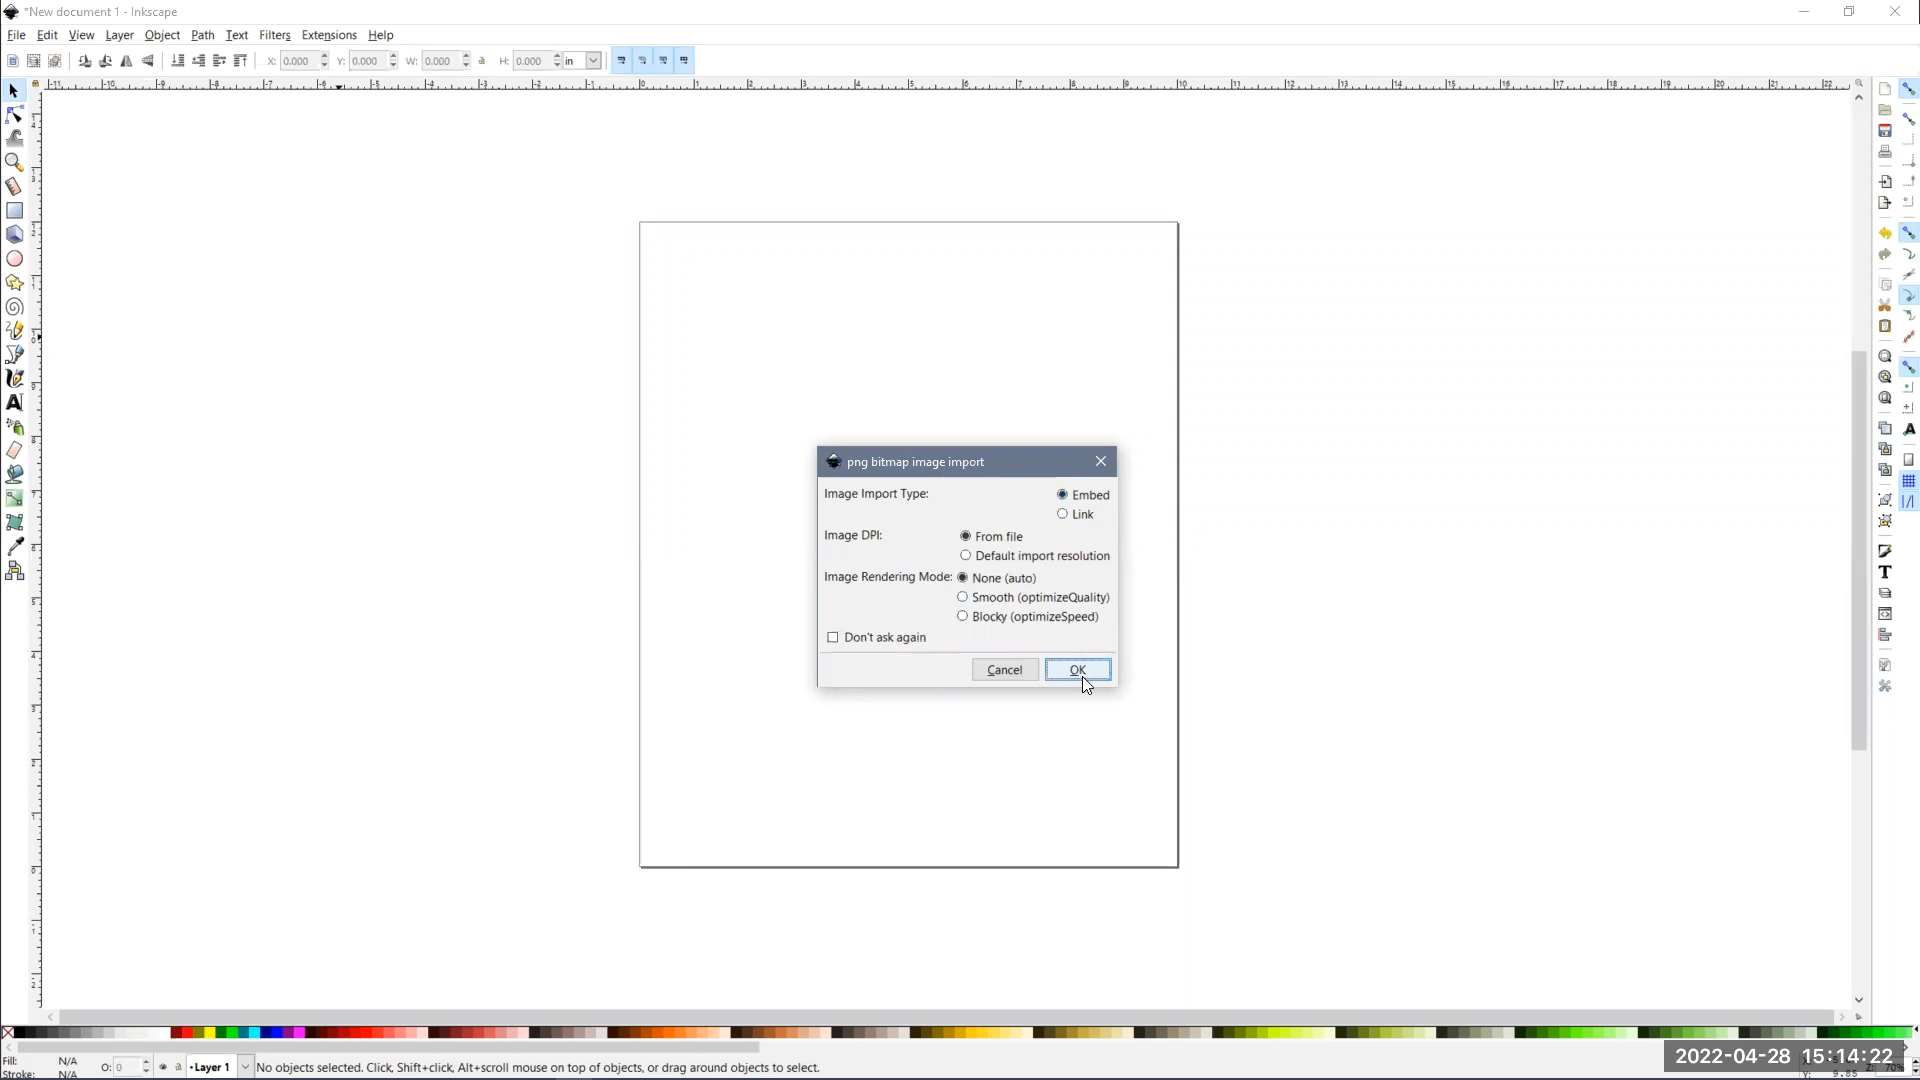 *New document 1 - Inkscape
File Edit View Layer Object Path Text Filters Extensions Help
X: 0.000 Y: 0.000 W: 0.000 H: 0.000 in
png bitmap image import
Image Import Type: Embed
Link
Image DPI: From file
Default import resolution
Image Rendering Mode: None (auto)
Smooth (optimizeQuality)
Blocky (optimizeSpeed)
Don't ask again
Cancel OK
Fill: N/A
Stroke: N/A
O: 0
•Layer 1
No objects selected. Click, Shift+click, Alt+scroll mouse on top of objects, or drag around objects to select.
2022-04-28 15:14:22